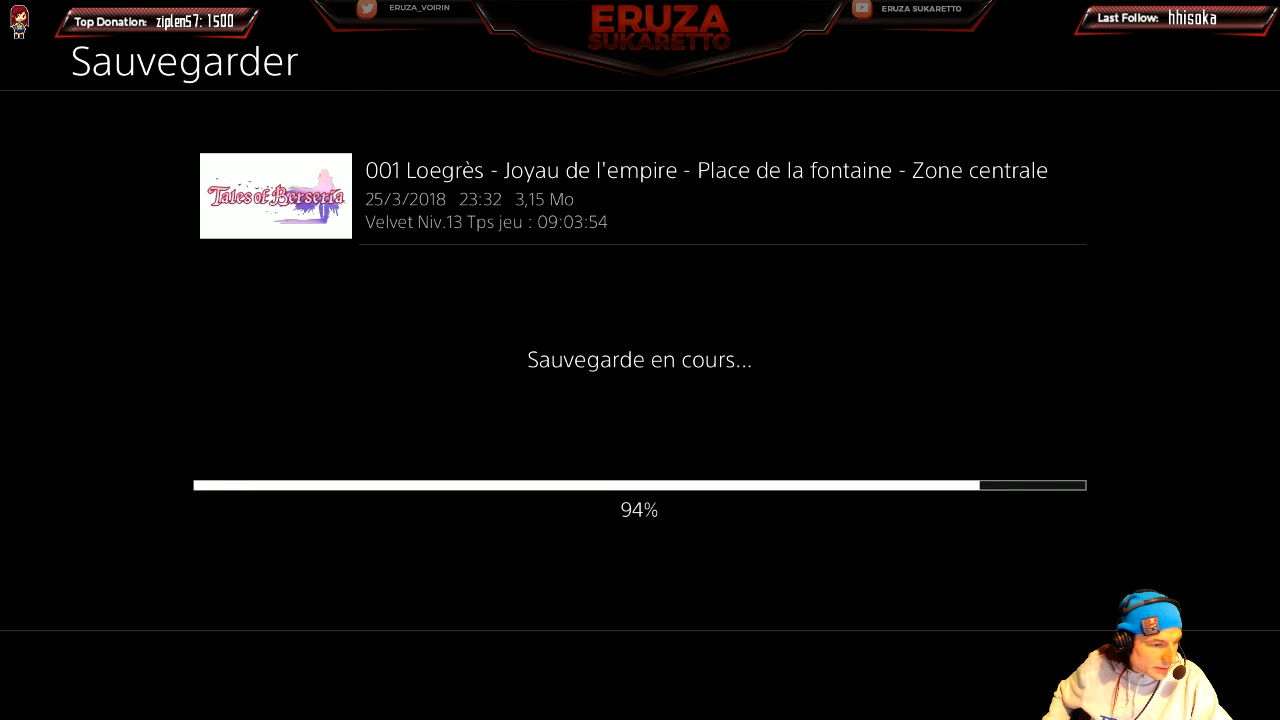 Top Donation: ziplen57: 1500
ERUZA_VOIRIN
ERUZA
SUKARETTO
ERUZA SUKARETTO
Last Follow: hhisoka
Sauvegarder
Tales of Berseria
001 Loegrès - Joyau de l'empire - Place de la fontaine - Zone centrale
25/3/2018 23:32 3,15 Mo
Velvet Niv.13 Tps jeu : 09:03:54
Sauvegarde en cours...
94%